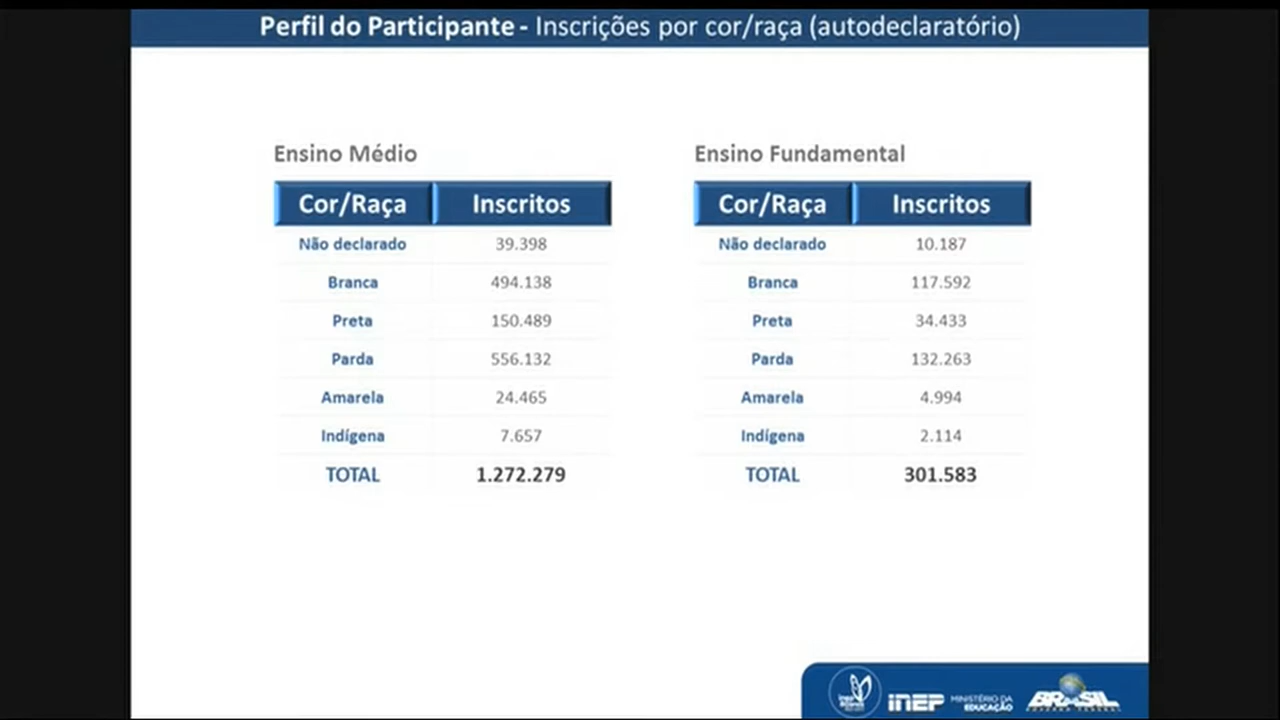 Perfil do Participante - Inscrições por cor/raça (autodeclaratório)
Ensino Médio
Cor/Raça Inscritos
Não declarado 39.398
Branca 494.138
Preta 150.489
Parda 556.132
Amarela 24.465
Indígena 7.657
TOTAL 1.272.279
Ensino Fundamental
Cor/Raça Inscritos
Não declarado 10.187
Branca 117.592
Preta 34.433
Parda 132.263
Amarela 4.994
Indígena 2.114
TOTAL 301.583
inep
INEP
MINISTÉRIO DA
EDUCAÇÃO
BRASIL
GOVERNO FEDERAL